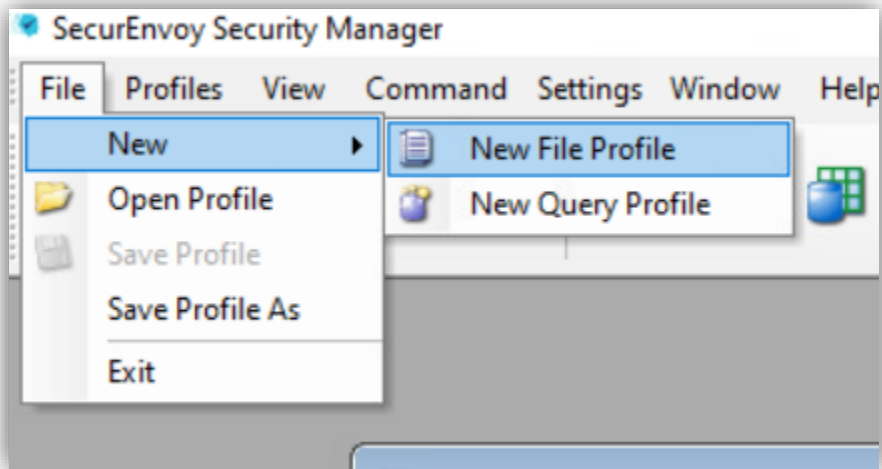 SecurEnvoy Security Manager
File Profiles View Command Settings Window Help
New New File Profile
Open Profile New Query Profile
Save Profile
Save Profile As
Exit